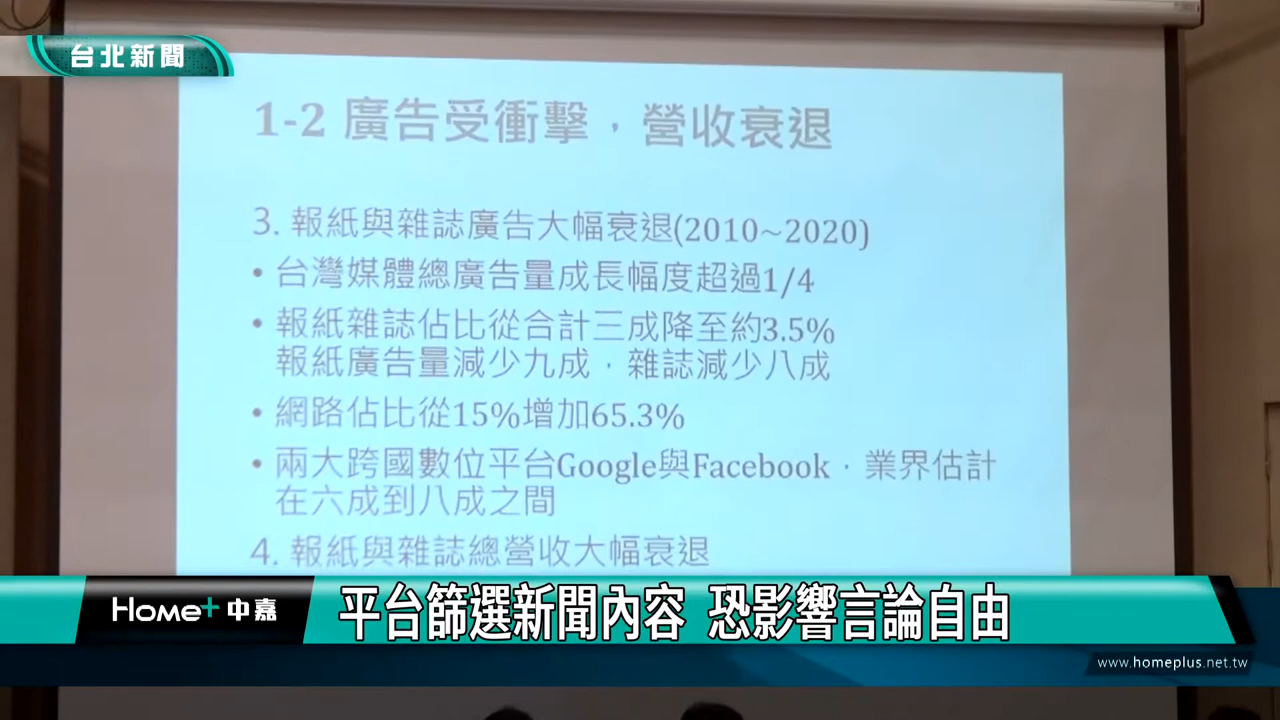 台北新聞
1-2 廣告受衝擊，營收衰退
3. 報紙與雜誌廣告大幅衰退(2010~2020)
• 台灣媒體總廣告量成長幅度超過1/4
• 報紙雜誌佔比從合計三成降至約3.5%
報紙廣告量減少九成，雜誌減少八成
• 網路佔比從15%增加65.3%
• 兩大跨國數位平台Google與Facebook，業界估計
在六成到八成之間
4. 報紙與雜誌總營收大幅衰退
Home+中嘉
平台篩選新聞內容 恐影響言論自由
www.homeplus.net.tw